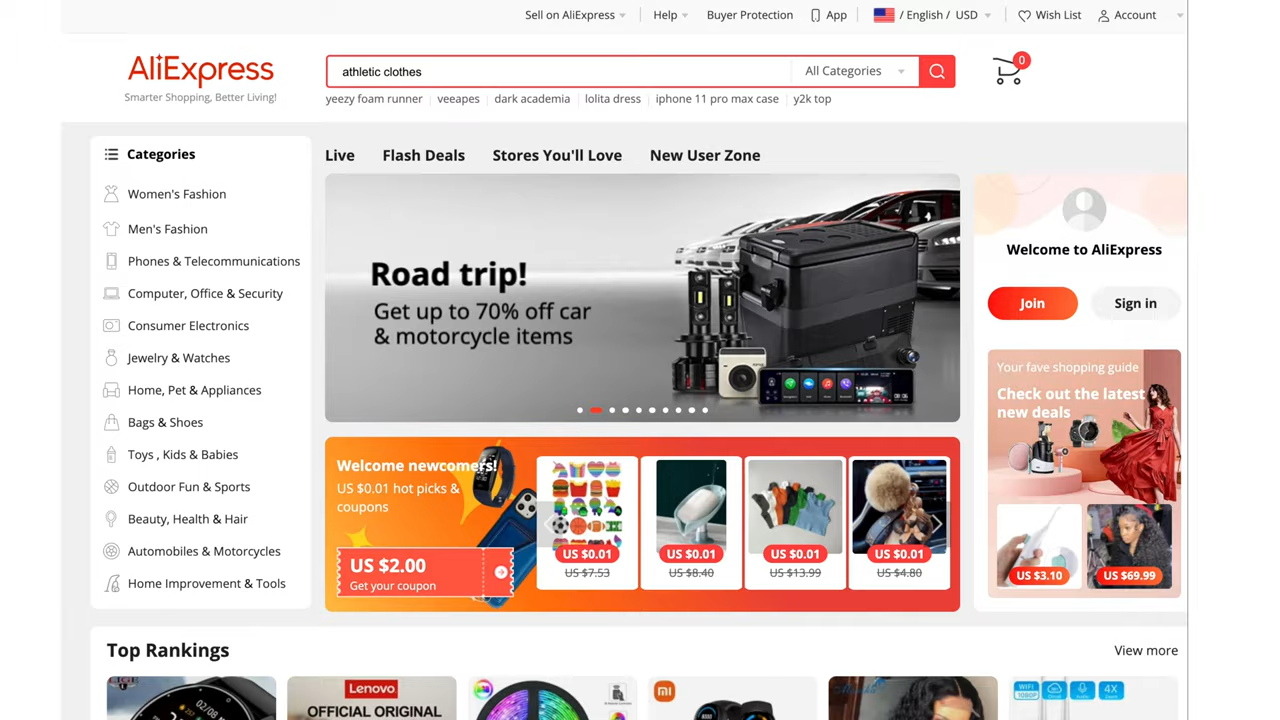 Sell on AliExpress
Help
Buyer Protection
App
/ English / USD
Wish List
Account
AliExpress
Smarter Shopping, Better Living!
athletic clothes
All Categories
0
yeezy foam runner
veeapes
dark academia
lolita dress
iphone 11 pro max case
y2k top
Categories
Women's Fashion
Men's Fashion
Phones & Telecommunications
Computer, Office & Security
Consumer Electronics
Jewelry & Watches
Home, Pet & Appliances
Bags & Shoes
Toys , Kids & Babies
Outdoor Fun & Sports
Beauty, Health & Hair
Automobiles & Motorcycles
Home Improvement & Tools
Live
Flash Deals
Stores You'll Love
New User Zone
Road trip!
Get up to 70% off car
& motorcycle items
Welcome newcomers!
US $0.01 hot picks &
coupons
US $2.00
Get your coupon
US $0.01
US $7.53
US $0.01
US $8.40
US $0.01
US $13.99
US $0.01
US $4.80
Welcome to AliExpress
Join
Sign in
Your fave shopping guide
Check out the latest
new deals
US $3.10
US $69.99
Top Rankings
View more
Lenovo
OFFICIAL ORIGINAL
WIFI
1080P
4X